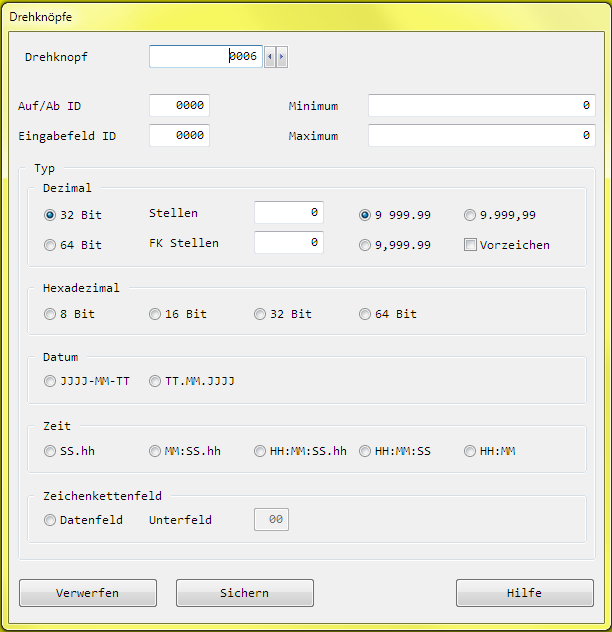 Drehknöpfe
Drehknopf 0006
Auf/Ab ID 0000 Minimum 0
Eingabefeld ID 0000 Maximum 0
Typ
Dezimal
32 Bit Stellen 0 9 999.99 9.999,99
64 Bit FK Stellen 0 9,999.99 Vorzeichen
Hexadezimal
8 Bit 16 Bit 32 Bit 64 Bit
Datum
JJJJ-MM-TT TT.MM.JJJJ
Zeit
SS.hh MM:SS.hh HH:MM:SS.hh HH:MM:SS HH:MM
Zeichenkettenfeld
Datenfeld Unterfeld 00
Verwerfen Sichern Hilfe